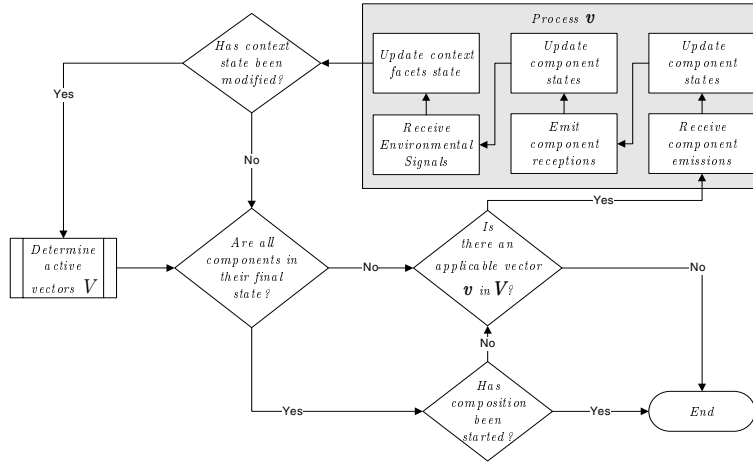 Process v
Has context
state been
modified?
Update context
facets state
Update
component
states
Update
component
states
Yes
Receive
Environmental
Signals
Emit
component
receptions
Receive
component
emissions
No
Yes
Determine
active
vectors V
Are all
components in
their final
state?
No
Is
there an
applicable vector
v in V?
No
No
Has
composition
been
started?
Yes
Yes
End